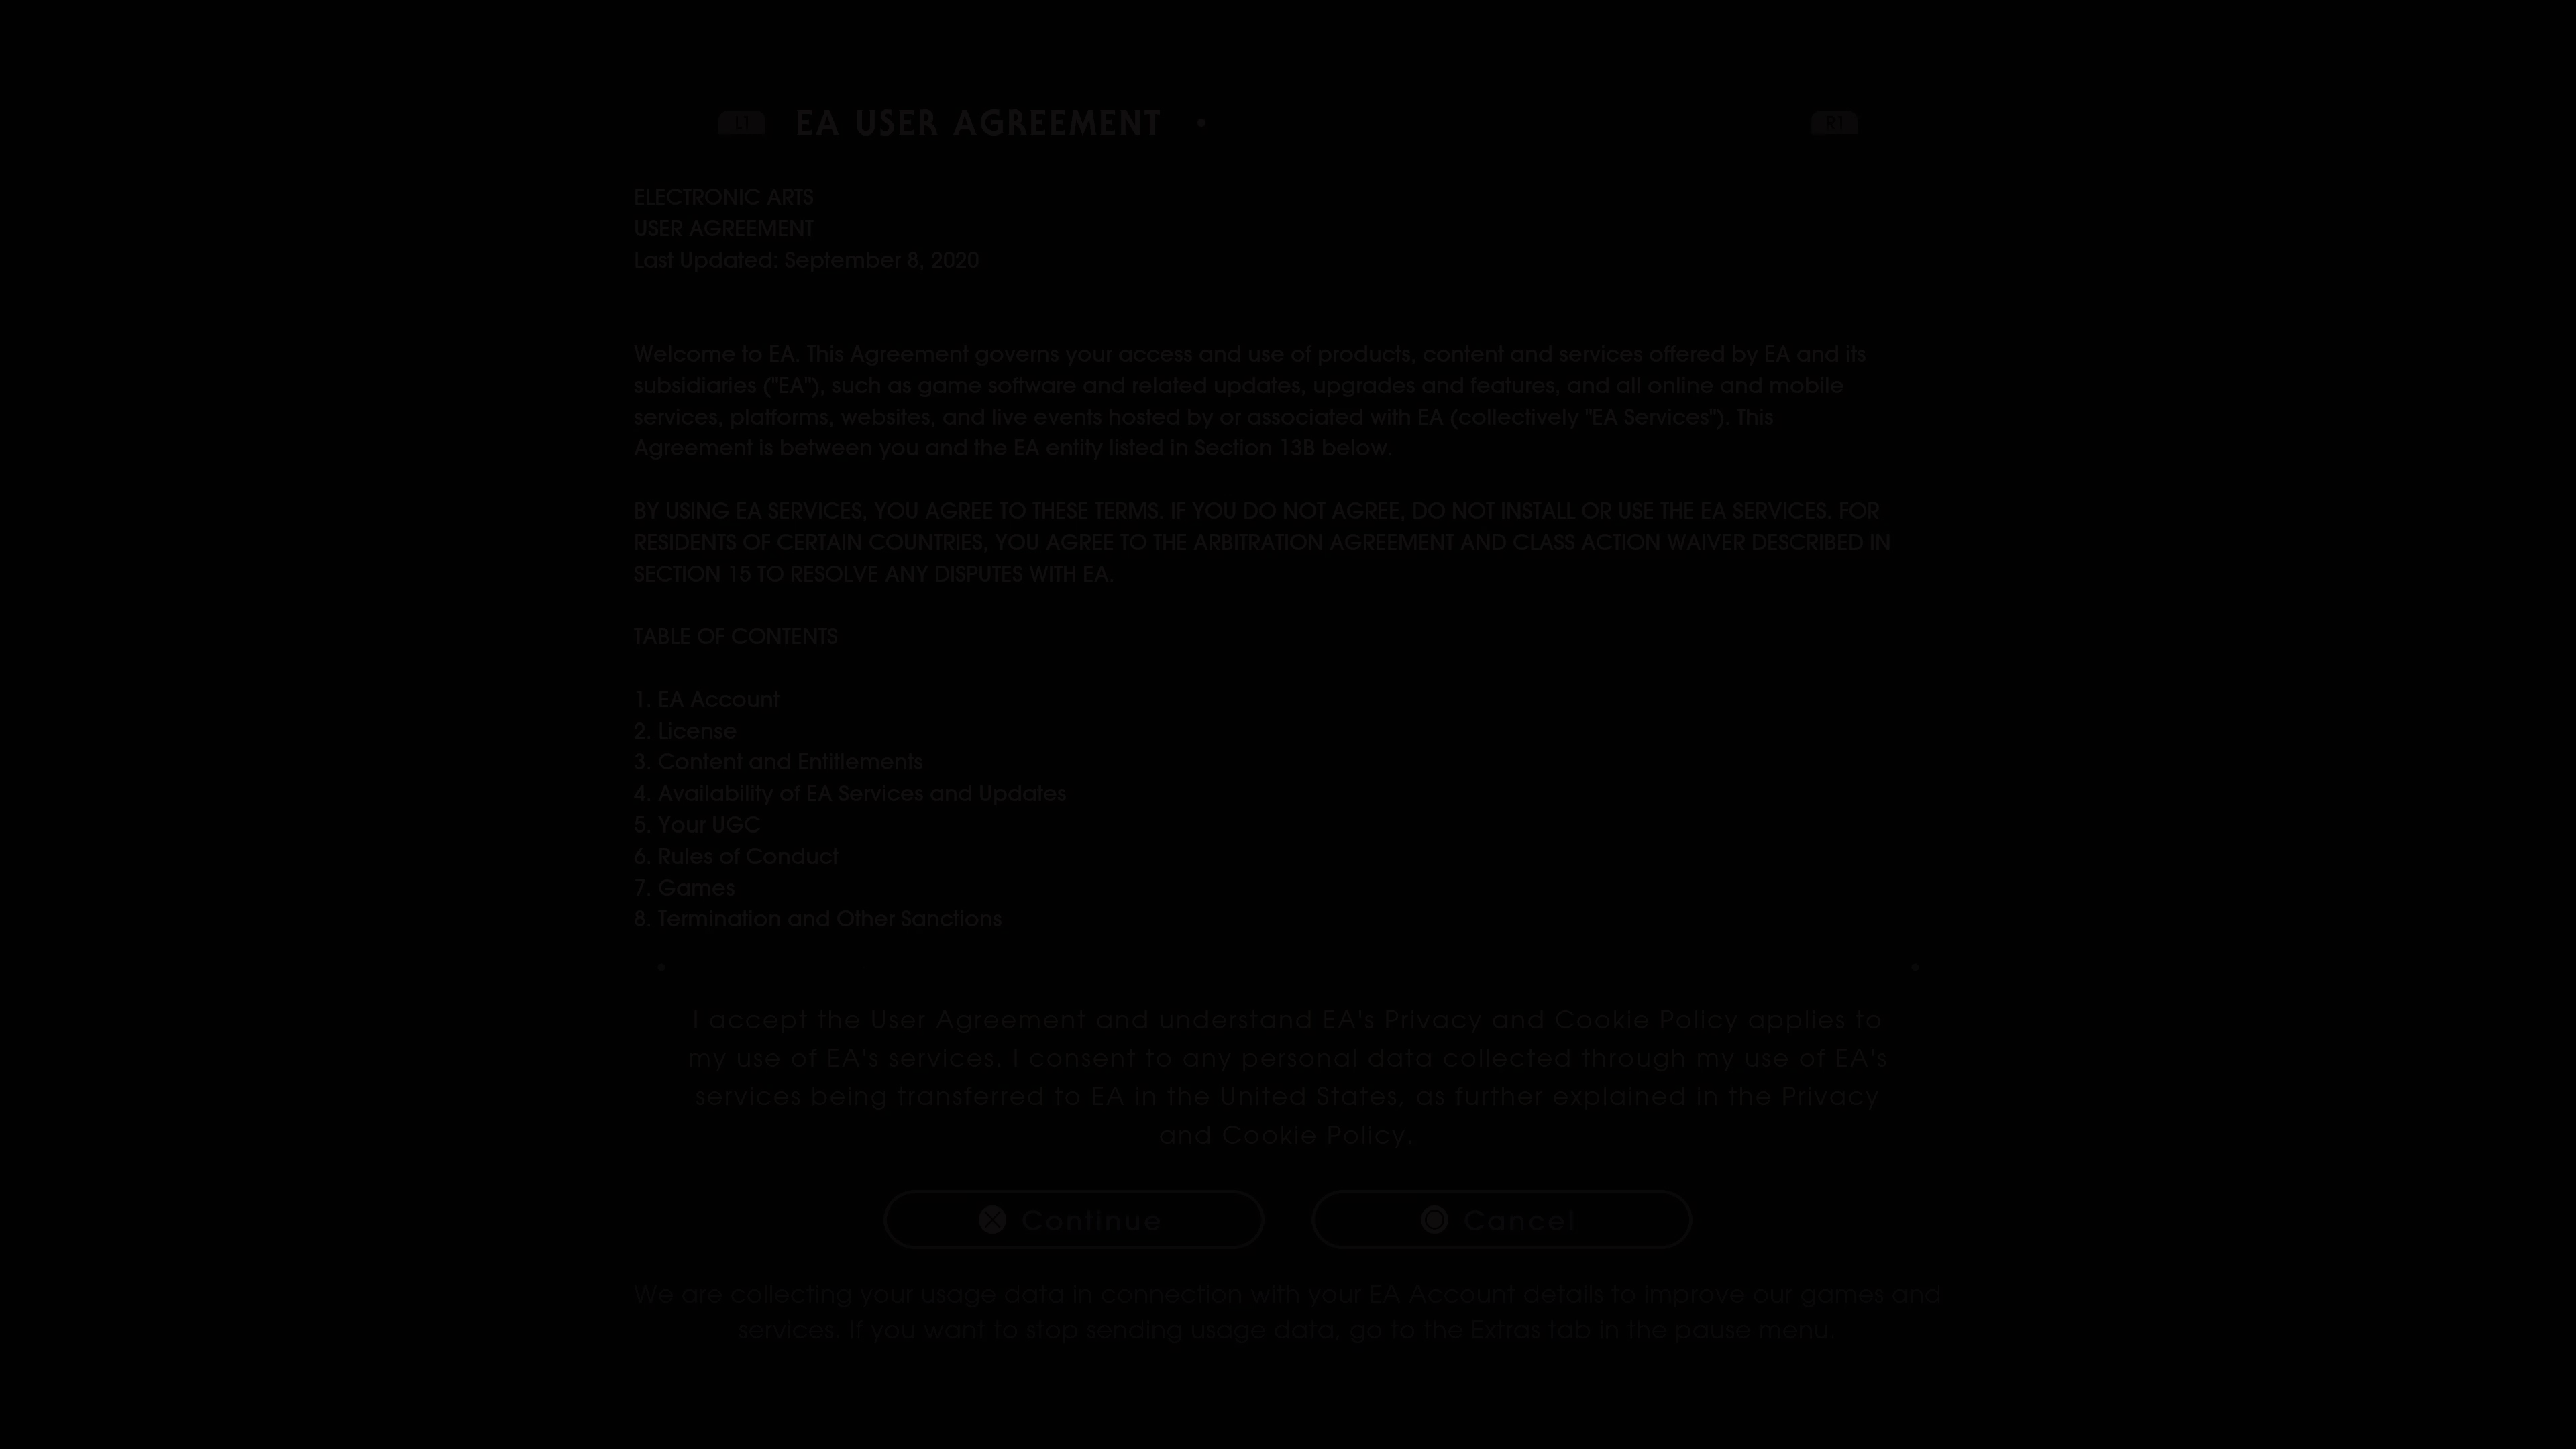 L1 EA USER AGREEMENT • R1
ELECTRONIC ARTS
USER AGREEMENT
Last Updated: September 8, 2020
Welcome to EA. This Agreement governs your access and use of products, content and services offered by EA and its
subsidiaries ("EA"), such as game software and related updates, upgrades and features, and all online and mobile
services, platforms, websites, and live events hosted by or associated with EA (collectively "EA Services"). This
Agreement is between you and the EA entity listed in Section 13B below.
BY USING EA SERVICES, YOU AGREE TO THESE TERMS. IF YOU DO NOT AGREE, DO NOT INSTALL OR USE THE EA SERVICES. FOR
RESIDENTS OF CERTAIN COUNTRIES, YOU AGREE TO THE ARBITRATION AGREEMENT AND CLASS ACTION WAIVER DESCRIBED IN
SECTION 15 TO RESOLVE ANY DISPUTES WITH EA.
TABLE OF CONTENTS
1. EA Account
2. License
3. Content and Entitlements
4. Availability of EA Services and Updates
5. Your UGC
6. Rules of Conduct
7. Games
8. Termination and Other Sanctions
I accept the User Agreement and understand EA's Privacy and Cookie Policy applies to
my use of EA's services. I consent to any personal data collected through my use of EA's
services being transferred to EA in the United States, as further explained in the Privacy
and Cookie Policy.
Continue Cancel
We are collecting your usage data in connection with your EA Account details to improve our games and
services. If you want to stop sending usage data, go to the Extras tab in the pause menu.